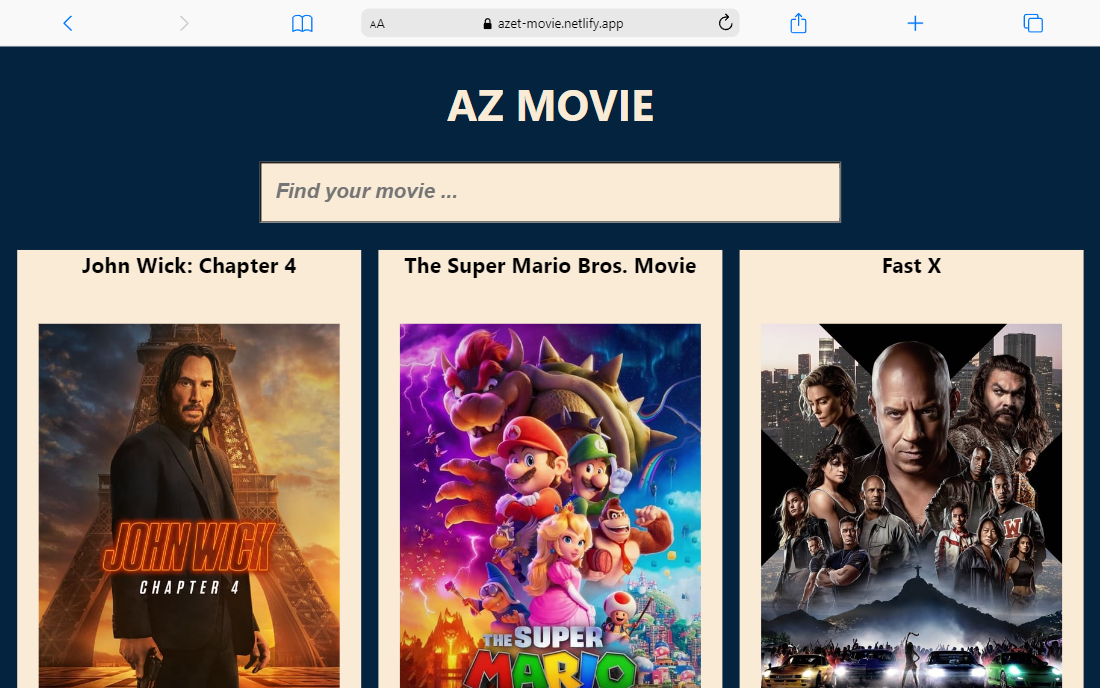 AA azet-movie.netlify.app
AZ MOVIE
Find your movie ...
John Wick: Chapter 4
The Super Mario Bros. Movie
Fast X
JOHN WICK
CHAPTER 4
THE SUPER
MARIO
W